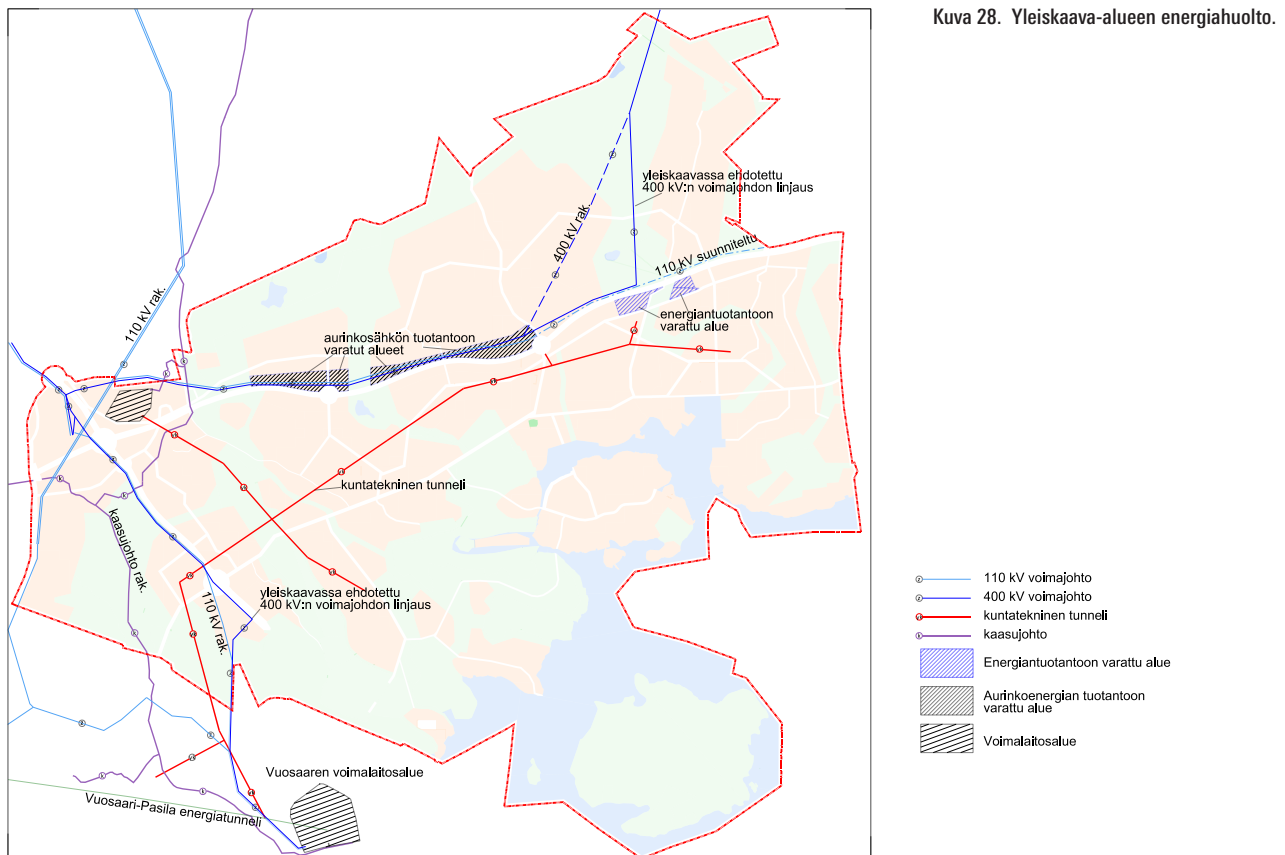 Kuva 28. Yleiskaava-alueen energiahuolto.
yleiskaavassa ehdotettu
400 kV:n voimajohdon linjaus
400 kV rak.
110 kV suunniteltu
110 kV rak.
energiantuotantoon
varattu alue
aurinkosähkön tuotantoon
varatut alueet
kuntatekninen tunneli
kaasujohto rak.
yleiskaavassa ehdotettu
400 kV:n voimajohdon linjaus
110 kV rak.
Vuosaaren voimalaitosalue
Vuosaari-Pasila energiatunneli
110 kV voimajohto
400 kV voimajohto
kuntatekninen tunneli
kaasujohto
Energiantuotantoon varattu alue
Aurinkoenergian tuotantoon
varattu alue
Voimalaitosalue